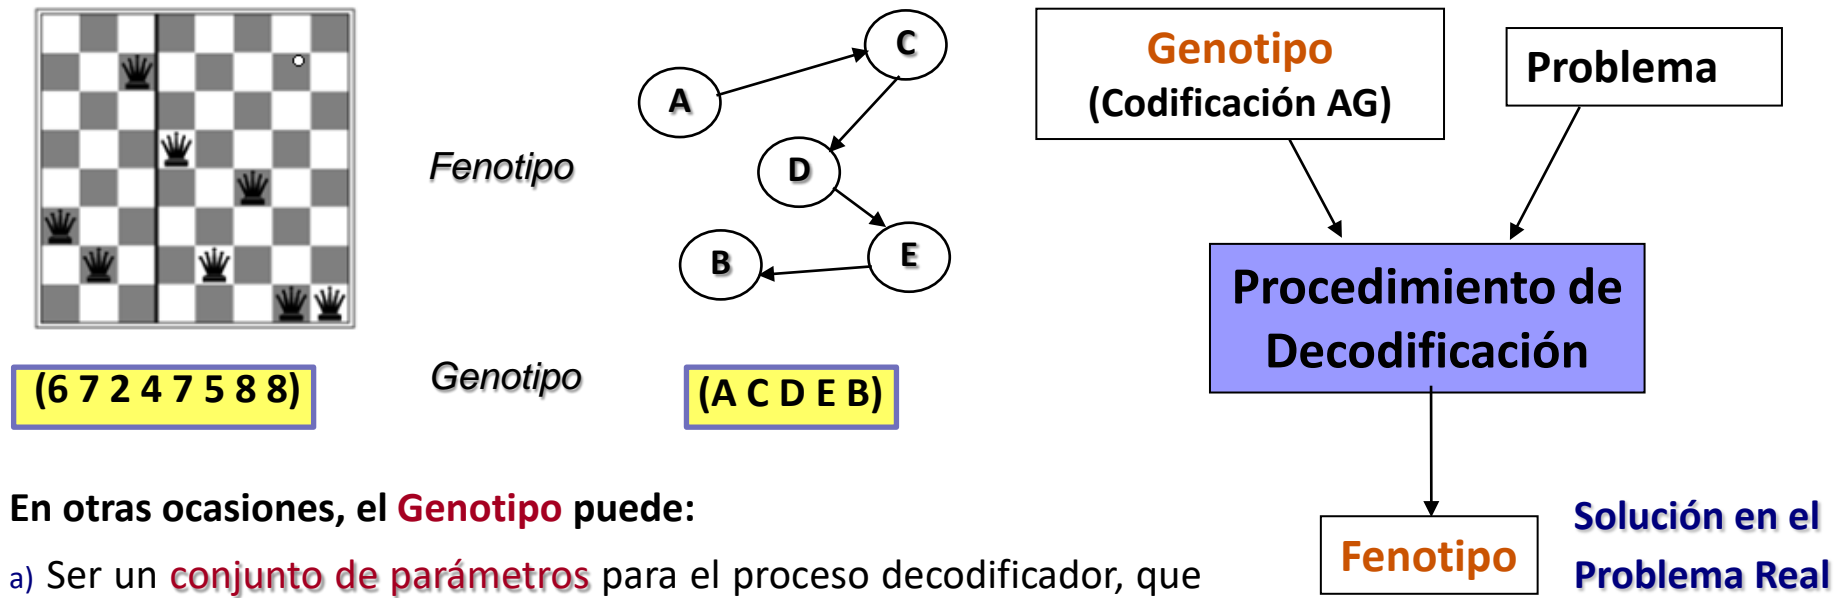 Fenotipo
Genotipo
(6 7 2 4 7 5 8 8)
A
C
D
E
B
(A C D E B)
Genotipo
(Codificación AG)
Problema
Procedimiento de
Decodificación
Fenotipo
Solución en el
Problema Real
En otras ocasiones, el Genotipo puede:
a) Ser un conjunto de parámetros para el proceso decodificador, que